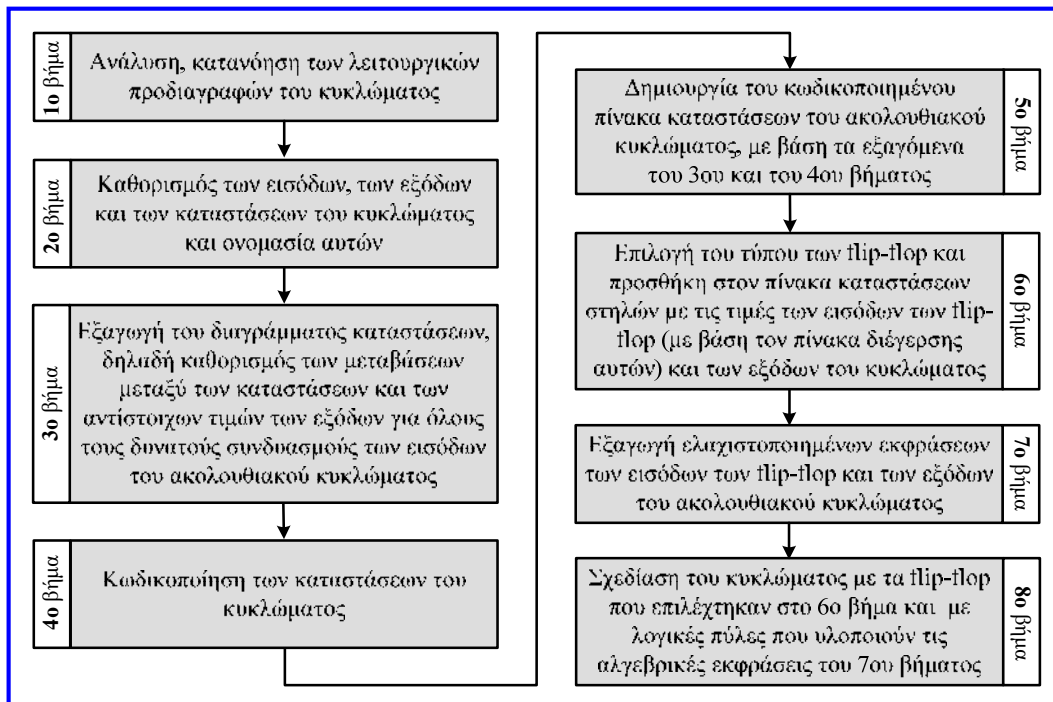 1ο βήμα
Ανάλυση, κατανόηση των λειτουργικών
προδιαγραφών του κυκλώματος
2ο βήμα
Καθορισμός των εισόδων, των εξόδων
και των καταστάσεων του κυκλώματος
και ονομασία αυτών
3ο βήμα
Εξαγωγή του διαγράμματος καταστάσεων,
δηλαδή καθορισμός των μεταβάσεων
μεταξύ των καταστάσεων και των
αντίστοιχων τιμών των εξόδων για όλους
τους δυνατούς συνδυασμούς των εισόδων
του ακολουθιακού κυκλώματος
4ο βήμα
Κωδικοποίηση των καταστάσεων του
κυκλώματος
5ο βήμα
Δημιουργία του κωδικοποιημένου
πίνακα καταστάσεων του ακολουθιακού
κυκλώματος, με βάση τα εξαγόμενα
του 3ου και του 4ου βήματος
6ο βήμα
Επιλογή του τύπου των flip-flop και
προσθήκη στον πίνακα καταστάσεων
στηλών με τις τιμές των εισόδων των flip-
flop (με βάση τον πίνακα διέγερσης
αυτών) και των εξόδων του κυκλώματος
7ο βήμα
Εξαγωγή ελαχιστοποιημένων εκφράσεων
των εισόδων των flip-flop και των εξόδων
του ακολουθιακού κυκλώματος
8ο βήμα
Σχεδίαση του κυκλώματος με τα flip-flop
που επιλέχτηκαν στο 6ο βήμα και με
λογικές πύλες που υλοποιούν τις
αλγεβρικές εκφράσεις του 7ου βήματος